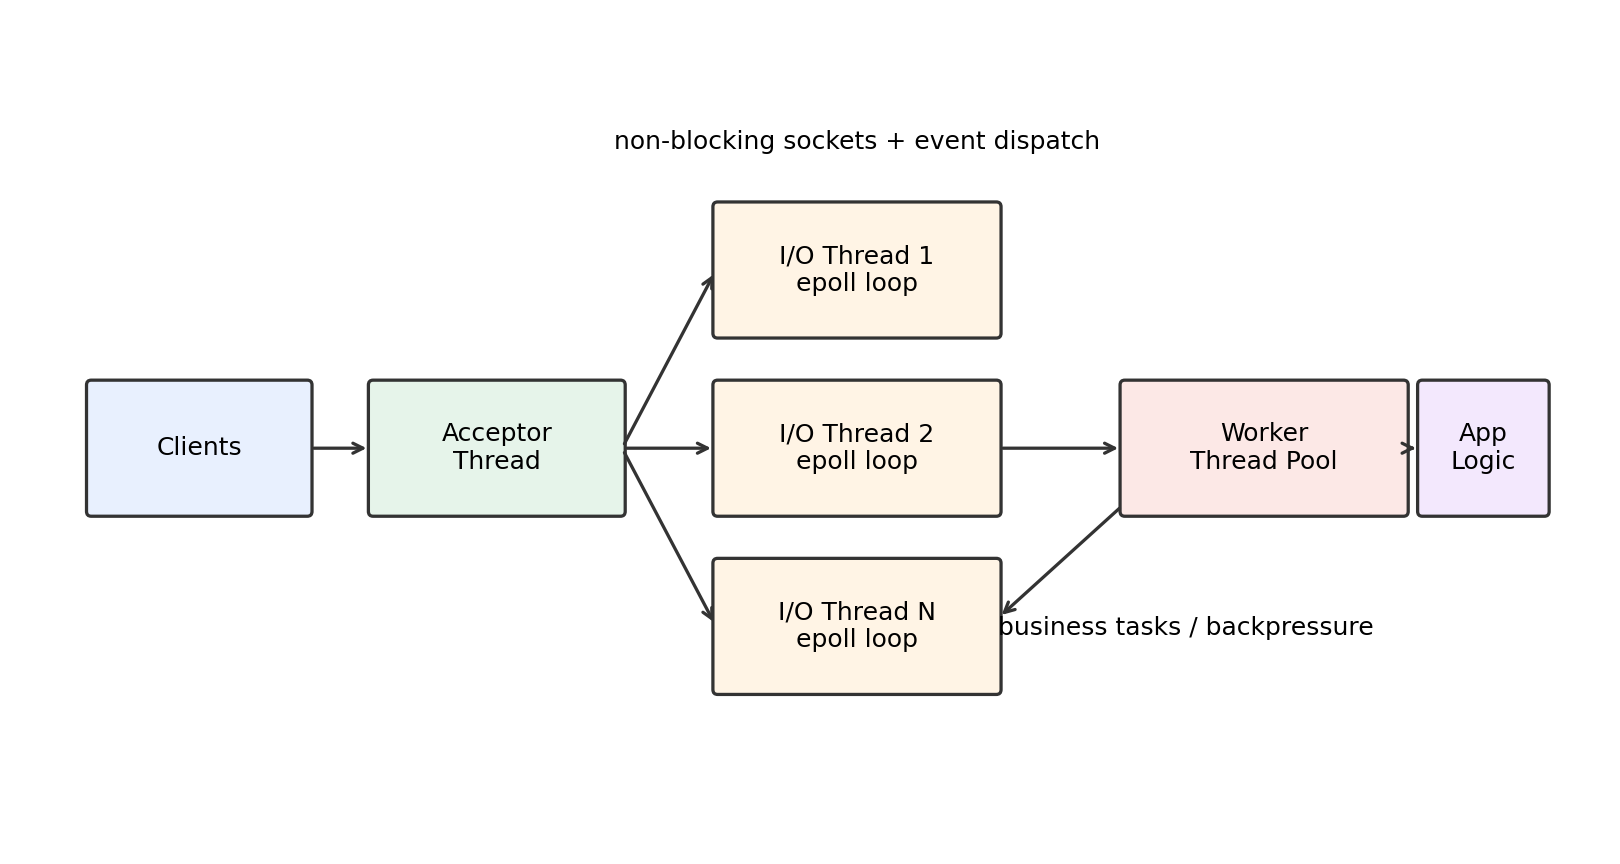 non-blocking sockets + event dispatch
I/O Thread 1
epoll loop
Clients
Acceptor
Thread
I/O Thread 2
epoll loop
Worker
Thread Pool
App
Logic
I/O Thread N
epoll loop
business tasks / backpressure